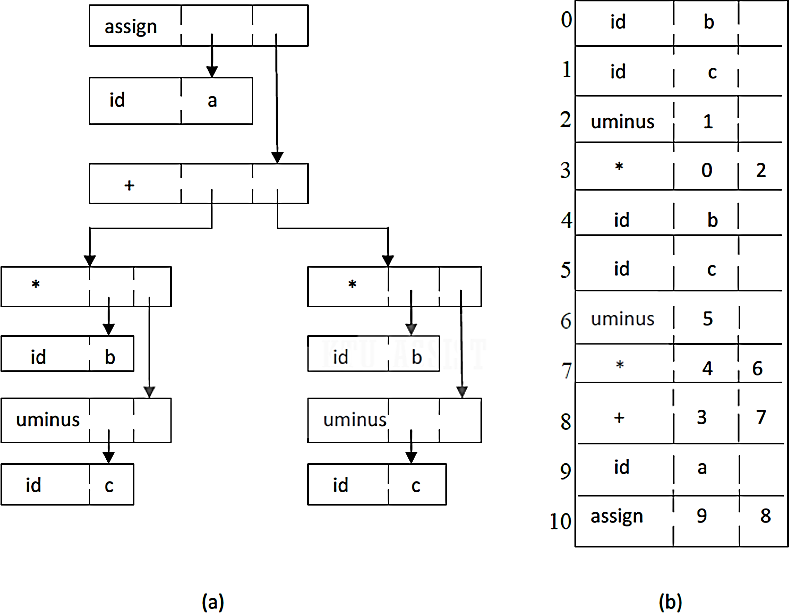 assign
id a
+
* *
id b id b
uminus uminus
id c id c
(a)
0 id b
1 id c
2 uminus 1
3 * 0 2
4 id b
5 id c
6 uminus 5
7 * 4 6
8 + 3 7
9 id a
10 assign 9 8
(b)